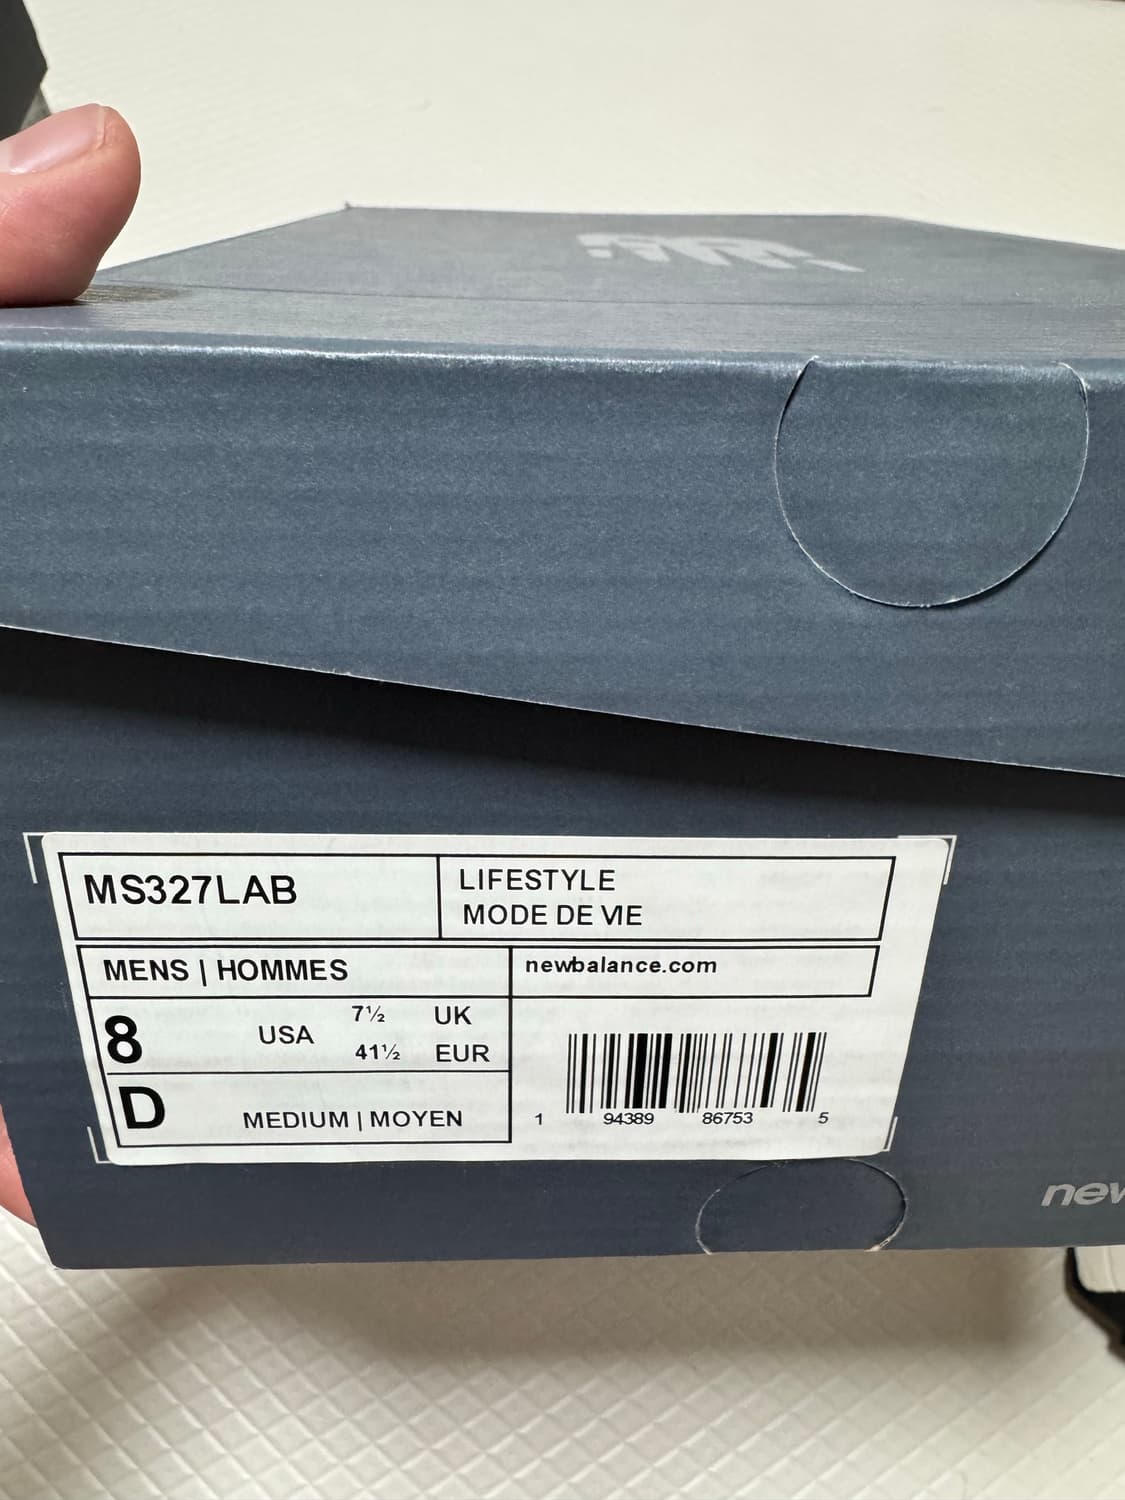 MS327LAB
LIFESTYLE
MODE DE VIE
MENS | HOMMES
newbalance.com
8
USA
7½ UK
41½ EUR
D
MEDIUM | MOYEN
1 94389 86753 5
new